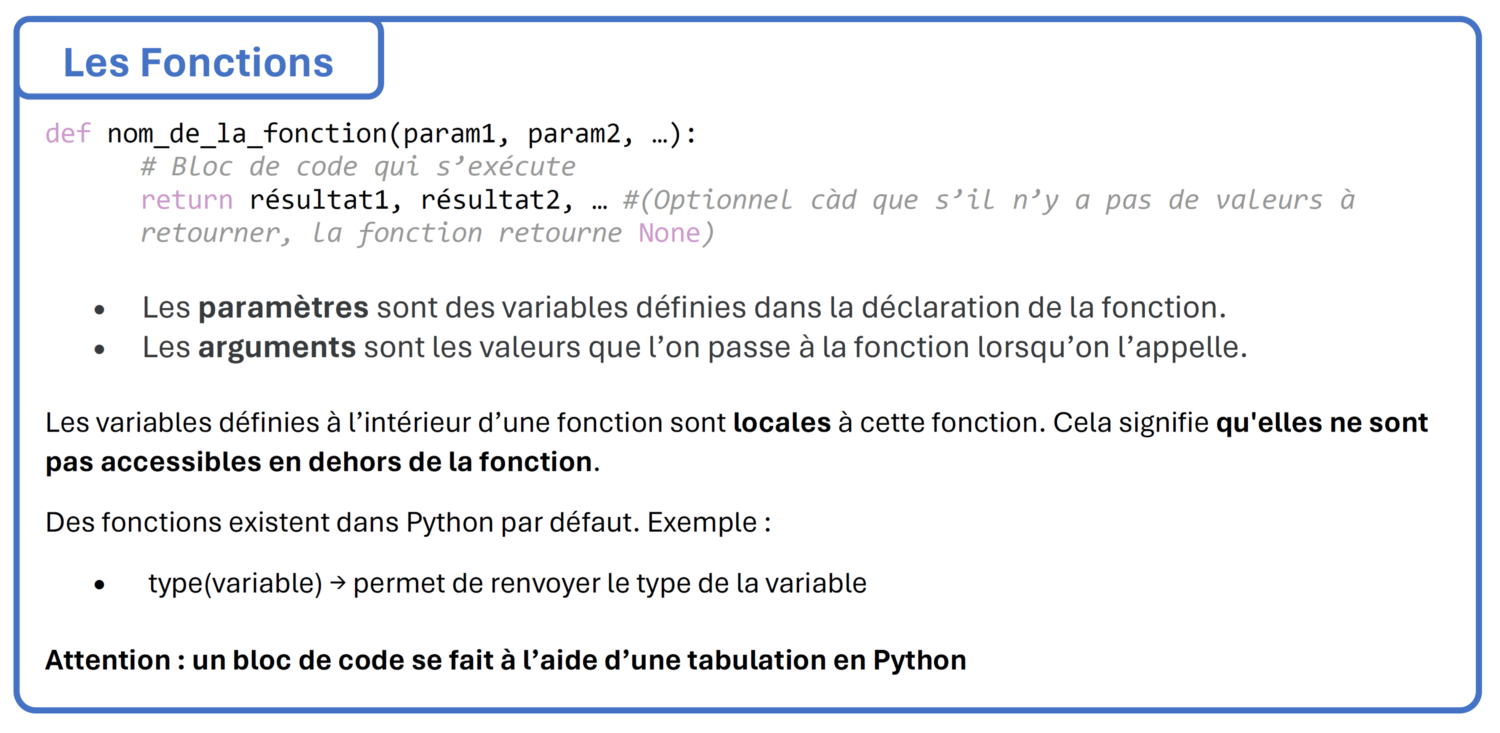 Les Fonctions
def nom_de_la_fonction(param1, param2, …):
# Bloc de code qui s’exécute
return résultat1, résultat2, … #(Optionnel càd que s’il n’y a pas de valeurs à
retourner, la fonction retourne None)
• Les paramètres sont des variables définies dans la déclaration de la fonction.
• Les arguments sont les valeurs que l’on passe à la fonction lorsqu’on l’appelle.
Les variables définies à l’intérieur d’une fonction sont locales à cette fonction. Cela signifie qu'elles ne sont
pas accessibles en dehors de la fonction.
Des fonctions existent dans Python par défaut. Exemple :
• type(variable) → permet de renvoyer le type de la variable
Attention : un bloc de code se fait à l’aide d’une tabulation en Python